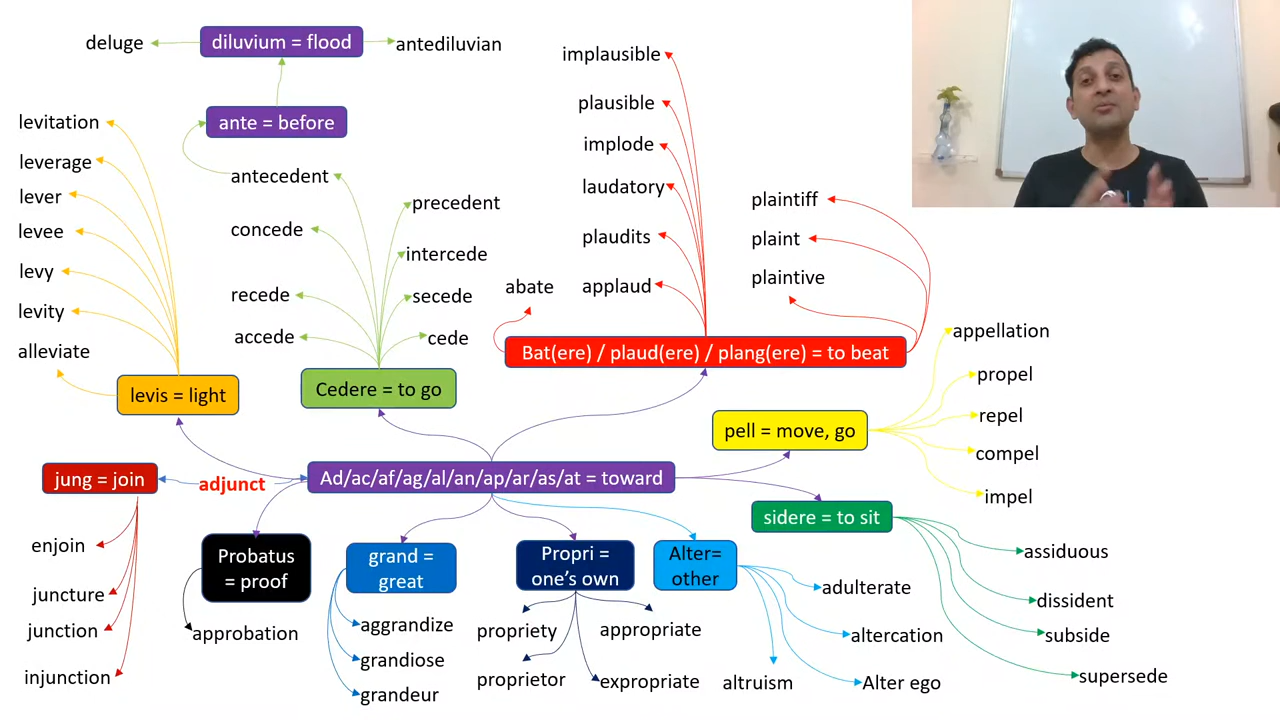 deluge
diluvium = flood
antediluvian
ante = before
levitation
leverage
lever
levee
levy
levity
alleviate
levis = light
antecedent
concede
recede
accede
precedent
intercede
secede
cede
Cedere = to go
implausible
plausible
implode
laudatory
plaudits
applaud
abate
plaintiff
plaint
plaintive
Bat(ere) / plaud(ere) / plang(ere) = to beat
appellation
propel
repel
compel
impel
pell = move, go
jung = join
adjunct
Ad/ac/af/ag/al/an/ap/ar/as/at = toward
sidere = to sit
enjoin
juncture
junction
injunction
Probatus
= proof
approbation
grand =
great
aggrandize
grandiose
grandeur
Propri =
one's own
propriety
appropriate
proprietor
expropriate
Alter=
other
adulterate
altercation
Alter ego
altruism
assiduous
dissident
subside
supersede